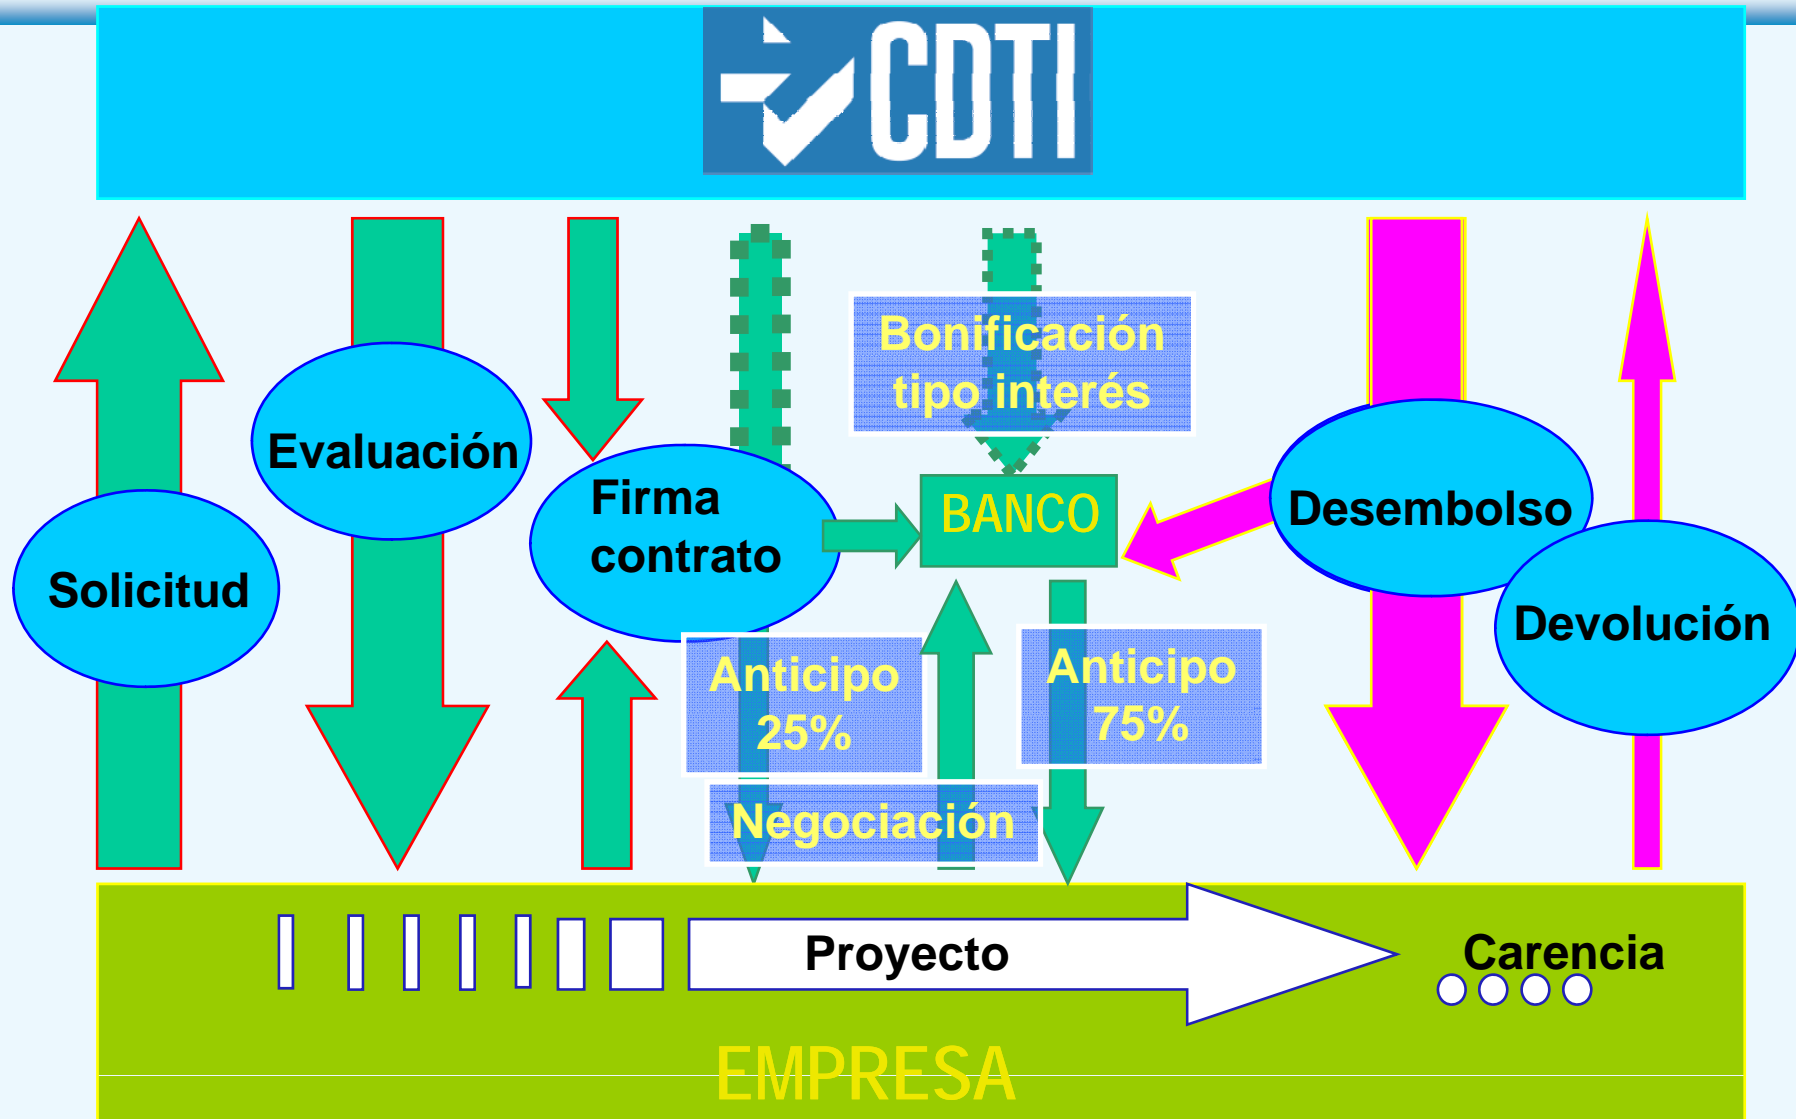 CDTI
Bonificación
tipo interés
Evaluación
Firma
contrato
BANCO
Desembolso
Solicitud
Devolución
Anticipo
25%
Anticipo
75%
Negociación
Proyecto
Carencia
EMPRESA